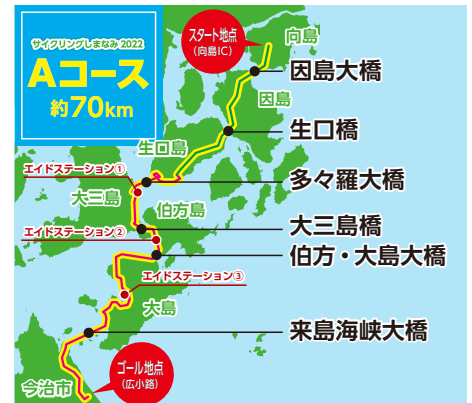 サイクリングしまなみ2022
Aコース
約70km
スタート地点
(向島IC)
向島
因島大橋
因島
生口橋
生口島
エイドステーション①
多々羅大橋
大三島
伯方島
大三島橋
エイドステーション②
伯方・大島大橋
エイドステーション③
大島
来島海峡大橋
ゴール地点
(広小路)
今治市